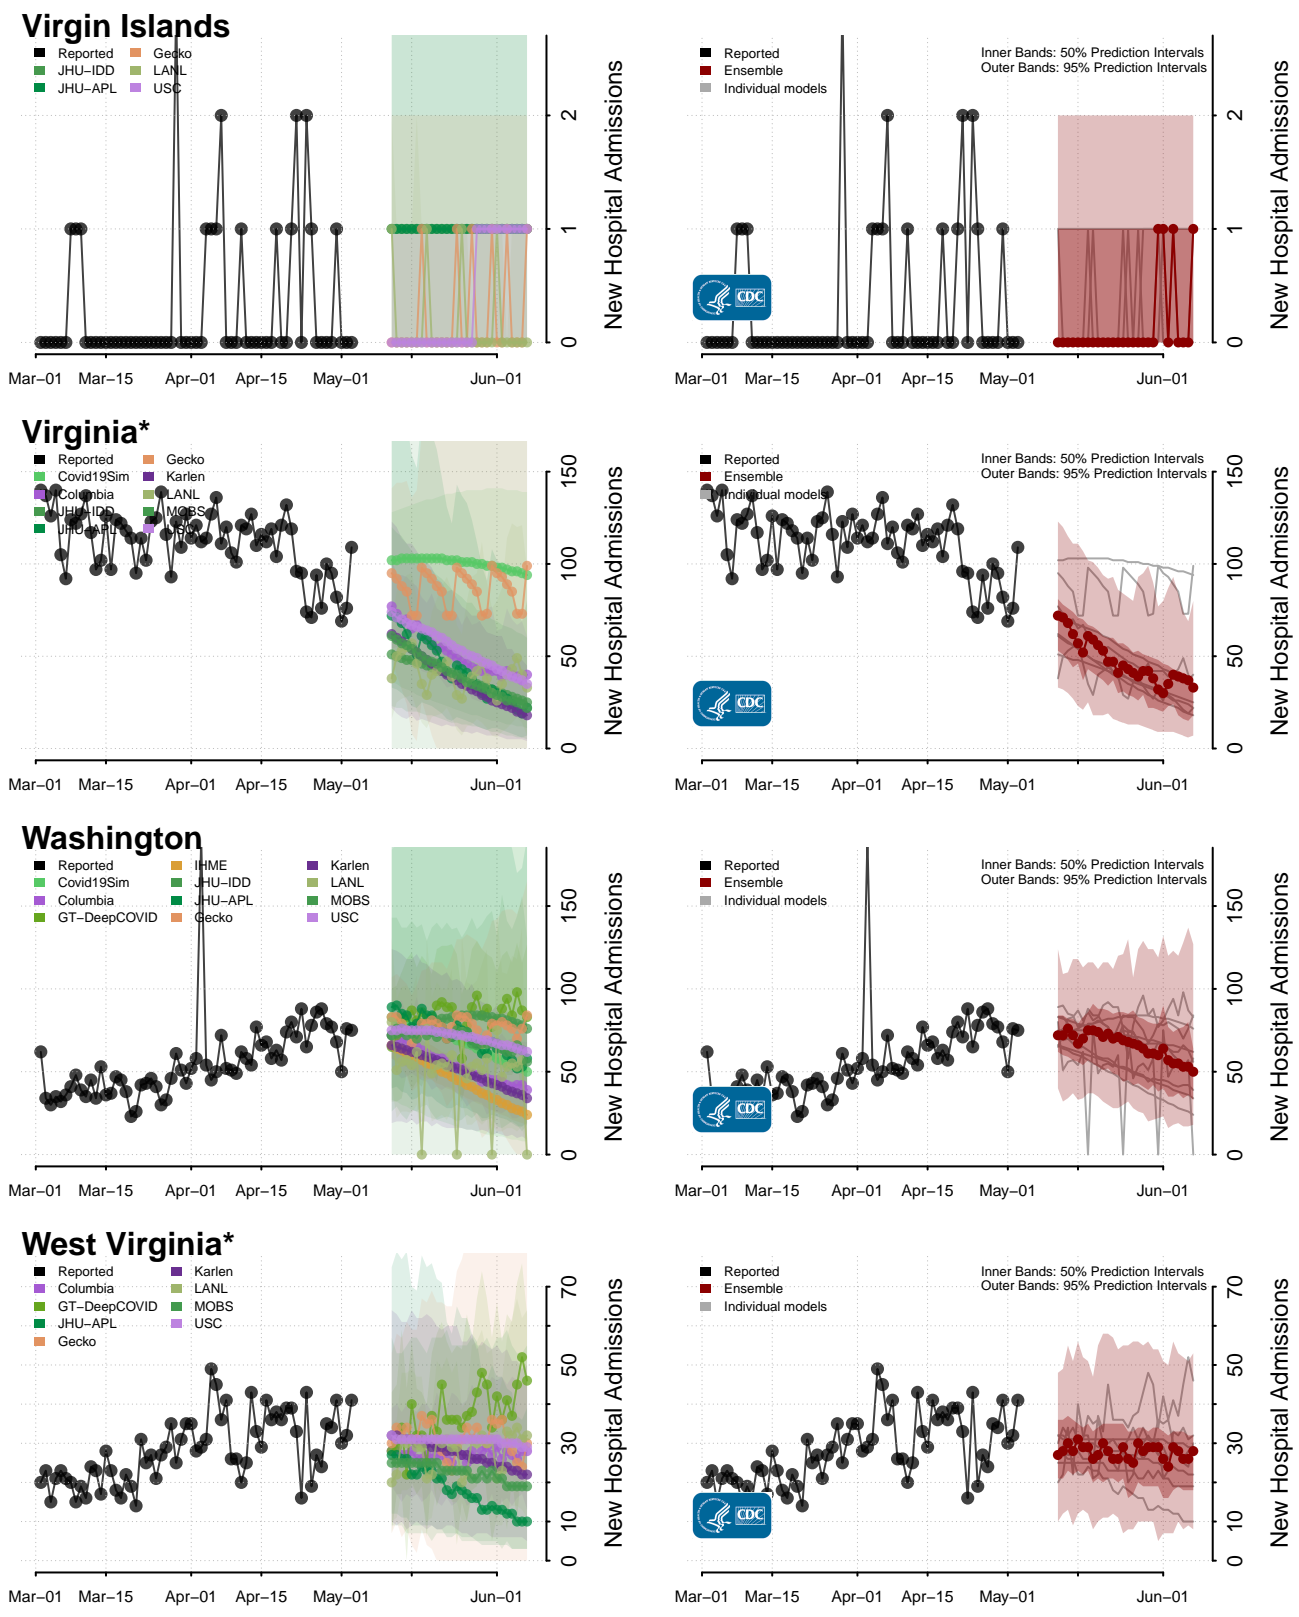 Virgin Islands
Reported
JHU–IDD
JHU–APL
Gecko
LANL
USC
0
1
2
New Hospital Admissions
Mar–01
Mar–15
Apr–01
Apr–15
May–01
Jun–01
Reported
Ensemble
Individual models
Inner Bands: 50% Prediction Intervals
Outer Bands: 95% Prediction Intervals
CDC
0
1
2
New Hospital Admissions
Mar–01
Mar–15
Apr–01
Apr–15
May–01
Jun–01
Virginia*
Reported
Covid19Sim
Columbia
JHU–IDD
JHU–APL
Gecko
Karlen
LANL
MOBS
USC
0
50
100
150
New Hospital Admissions
Mar–01
Mar–15
Apr–01
Apr–15
May–01
Jun–01
Reported
Ensemble
Individual models
Inner Bands: 50% Prediction Intervals
Outer Bands: 95% Prediction Intervals
CDC
0
50
100
150
New Hospital Admissions
Mar–01
Mar–15
Apr–01
Apr–15
May–01
Jun–01
Washington
Reported
Covid19Sim
Columbia
GT–DeepCOVID
IHME
JHU–IDD
JHU–APL
Gecko
Karlen
LANL
MOBS
USC
0
50
100
150
New Hospital Admissions
Mar–01
Mar–15
Apr–01
Apr–15
May–01
Jun–01
Reported
Ensemble
Individual models
Inner Bands: 50% Prediction Intervals
Outer Bands: 95% Prediction Intervals
CDC
0
50
100
150
New Hospital Admissions
Mar–01
Mar–15
Apr–01
Apr–15
May–01
Jun–01
West Virginia*
Reported
Columbia
GT–DeepCOVID
JHU–APL
Gecko
Karlen
LANL
MOBS
USC
0
10
30
50
70
New Hospital Admissions
Mar–01
Mar–15
Apr–01
Apr–15
May–01
Jun–01
Reported
Ensemble
Individual models
Inner Bands: 50% Prediction Intervals
Outer Bands: 95% Prediction Intervals
CDC
0
10
30
50
70
New Hospital Admissions
Mar–01
Mar–15
Apr–01
Apr–15
May–01
Jun–01